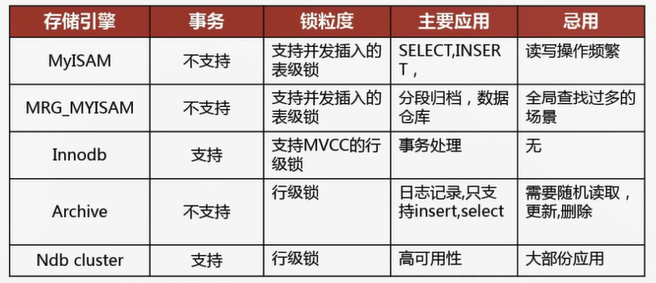 存储引擎 事务 锁粒度 主要应用 忌用
MyISAM 不支持 支持并发插入的表级锁 SELECT,INSERT， 读写操作频繁
MRG_MYISAM 不支持 支持并发插入的表级锁 分段归档，数据仓库 全局查找过多的场景
Innodb 支持 支持MVCC的行级锁 事务处理 无
Archive 不支持 行级锁 日志记录,只支持insert,select 需要随机读取，更新,删除
Ndb cluster 支持 行级锁 高可用性 大部份应用